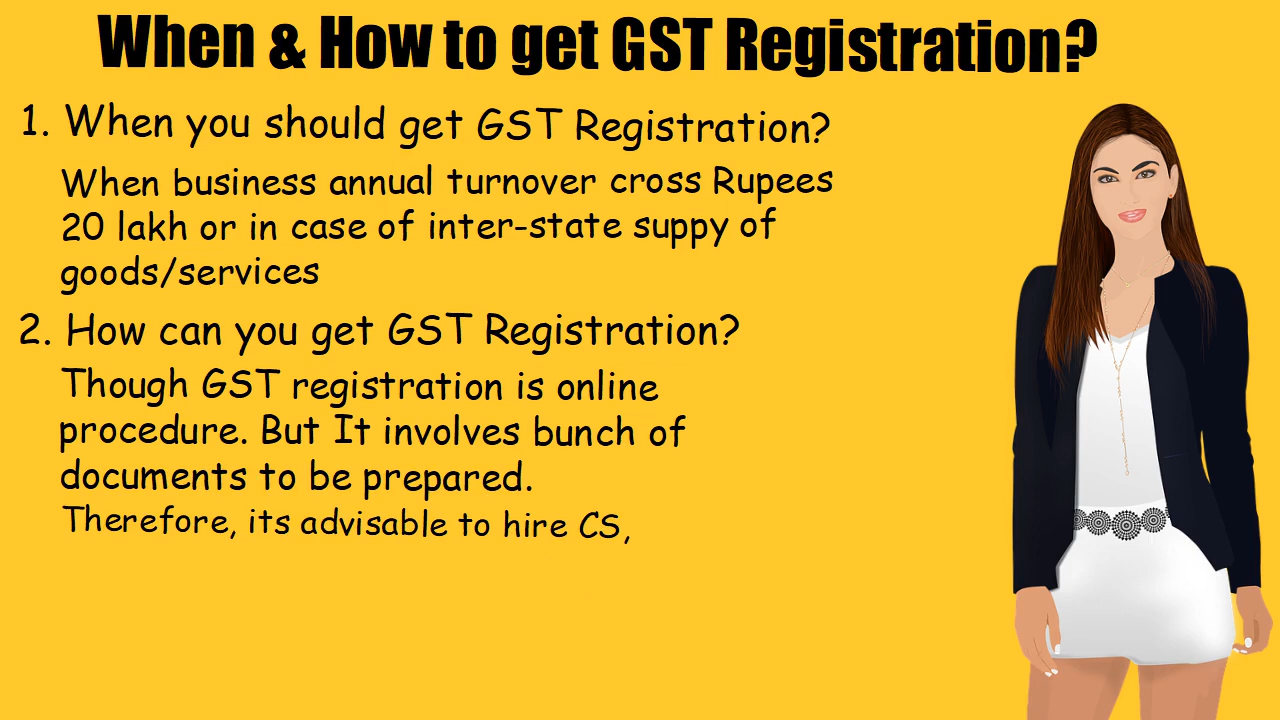 When & How to get GST Registration?
1. When you should get GST Registration?
When business annual turnover cross Rupees
20 lakh or in case of inter-state suppy of
goods/services
2. How can you get GST Registration?
Though GST registration is online
procedure. But It involves bunch of
documents to be prepared.
Therefore, its advisable to hire CS,